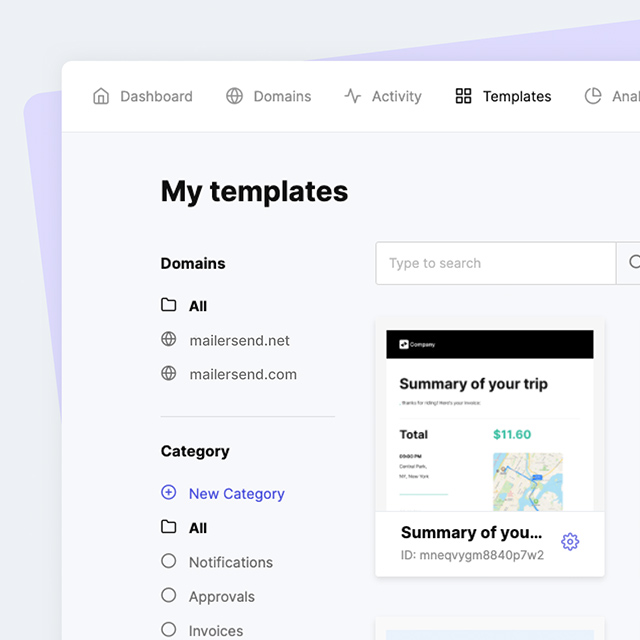 Dashboard
Domains
Activity
Templates
Anal
My templates
Domains
Type to search
All
mailersend.net
mailersend.com
Category
New Category
All
Notifications
Approvals
Invoices
Company
Summary of your trip
, thanks for riding! Here's your invoice:
Total $11.60
00:00 PM
Central Park,
NY, New York
Summary of you...
ID: mneqvygm8840p7w2